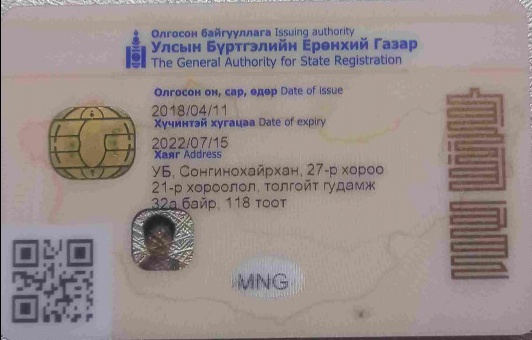 Олгосон байгууллага Issuing authority
Улсын Бүртгэлийн Ерөнхий Газар
The General Authority for State Registration
Олгосон он, сар, өдөр Date of issue
2018/04/11
Хүчинтэй хугацаа Date of expiry
2022/07/15
Хаяг Address
УБ, Сонгинохайрхан, 27-р хороо
21-р хороолол, толгойт гудамж
32а байр, 118 тоот
MNG